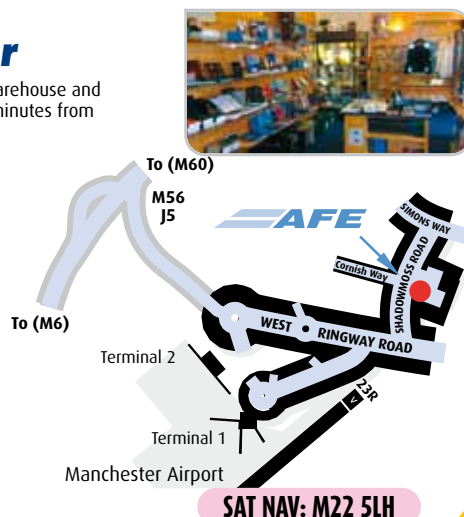 r
arehouse and
minutes from
To (M60)
M56
J5
AFE
SIMONS WAY
SHADOWMOSS ROAD
Cornish Way
To (M6)
WEST RINGWAY ROAD
Terminal 2
23R
Terminal 1
Manchester Airport
SAT NAV: M22 5LH